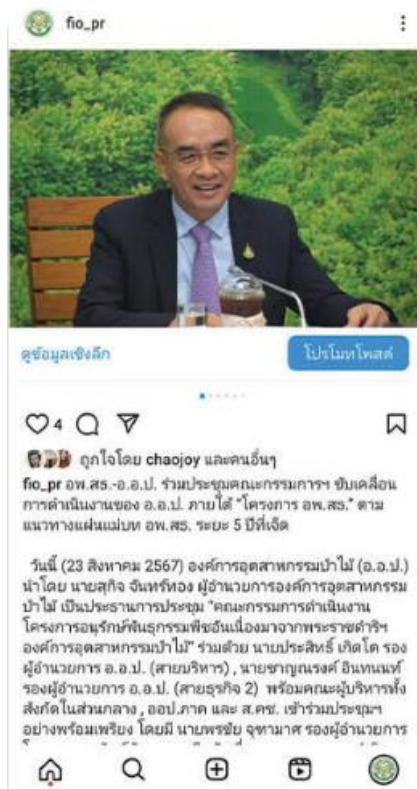 fio_pr
ดูข้อมูลเชิงลึก
โปรโมทโพสต์
4
ถูกใจโดย chaojoy และคนอื่นๆ
fio_pr อพ.สธ.-อ.อ.ป. ร่วมประชุมคณะกรรมการฯ ขับเคลื่อน
การดำเนินงานของ อ.อ.ป. ภายใต้ "โครงการ อพ.สธ." ตาม
แนวทางแผนแม่บท อพ.สธ. ระยะ 5 ปีที่เจ็ด
วันนี้ (23 สิงหาคม 2567) องค์การอุตสาหกรรมป่าไม้ (อ.อ.ป.)
นำโดย นายสุกิจ จันทร์ทอง ผู้อำนวยการองค์การอุตสาหกรรม
ป่าไม้ เป็นประธานการประชุม "คณะกรรมการดำเนินงาน
โครงการอนุรักษ์พันธุกรรมพืชอันเนื่องมาจากพระราชดำริฯ
องค์การอุตสาหกรรมป่าไม้" ร่วมด้วย นายประสิทธิ์ เกิดโต รอง
ผู้อำนวยการ อ.อ.ป. (สายบริหาร) , นายชาญณรงค์ อินทนนท์
รองผู้อำนวยการ อ.อ.ป. (สายธุรกิจ 2) พร้อมคณะผู้บริหารทั้ง
สังกัดในส่วนกลาง , ออป.ภาค และ ส.คช. เข้าร่วมประชุมฯ
อย่างพร้อมเพรียง โดยมี นายพรชัย จุฑามาศ รองผู้อำนวยการ